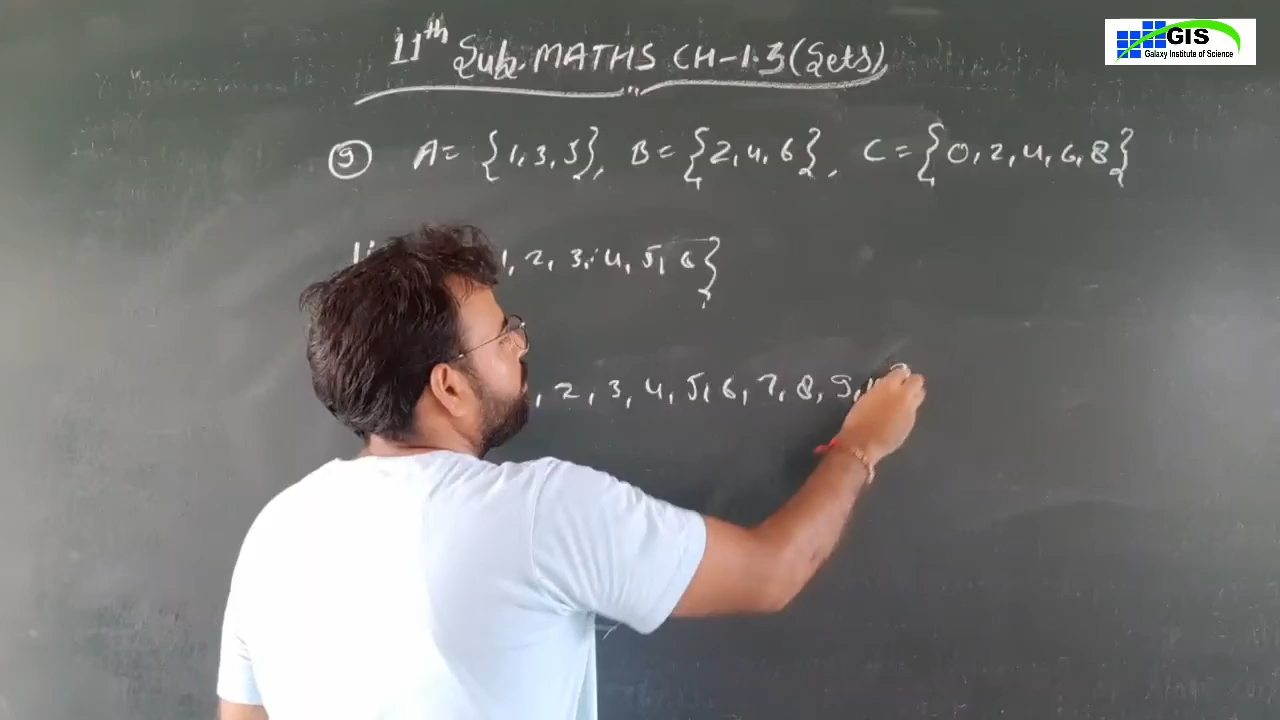 GIS
Galaxy Institute of Science
11th Sub. MATHS CH-1.3 (Sets)
9 A = {1, 3, 5}, B = {2, 4, 6}, C = {0, 2, 4, 6, 8}
1, 2, 3, 4, 5, 6}
, 2, 3, 4, 5, 6, 7, 8, 9,